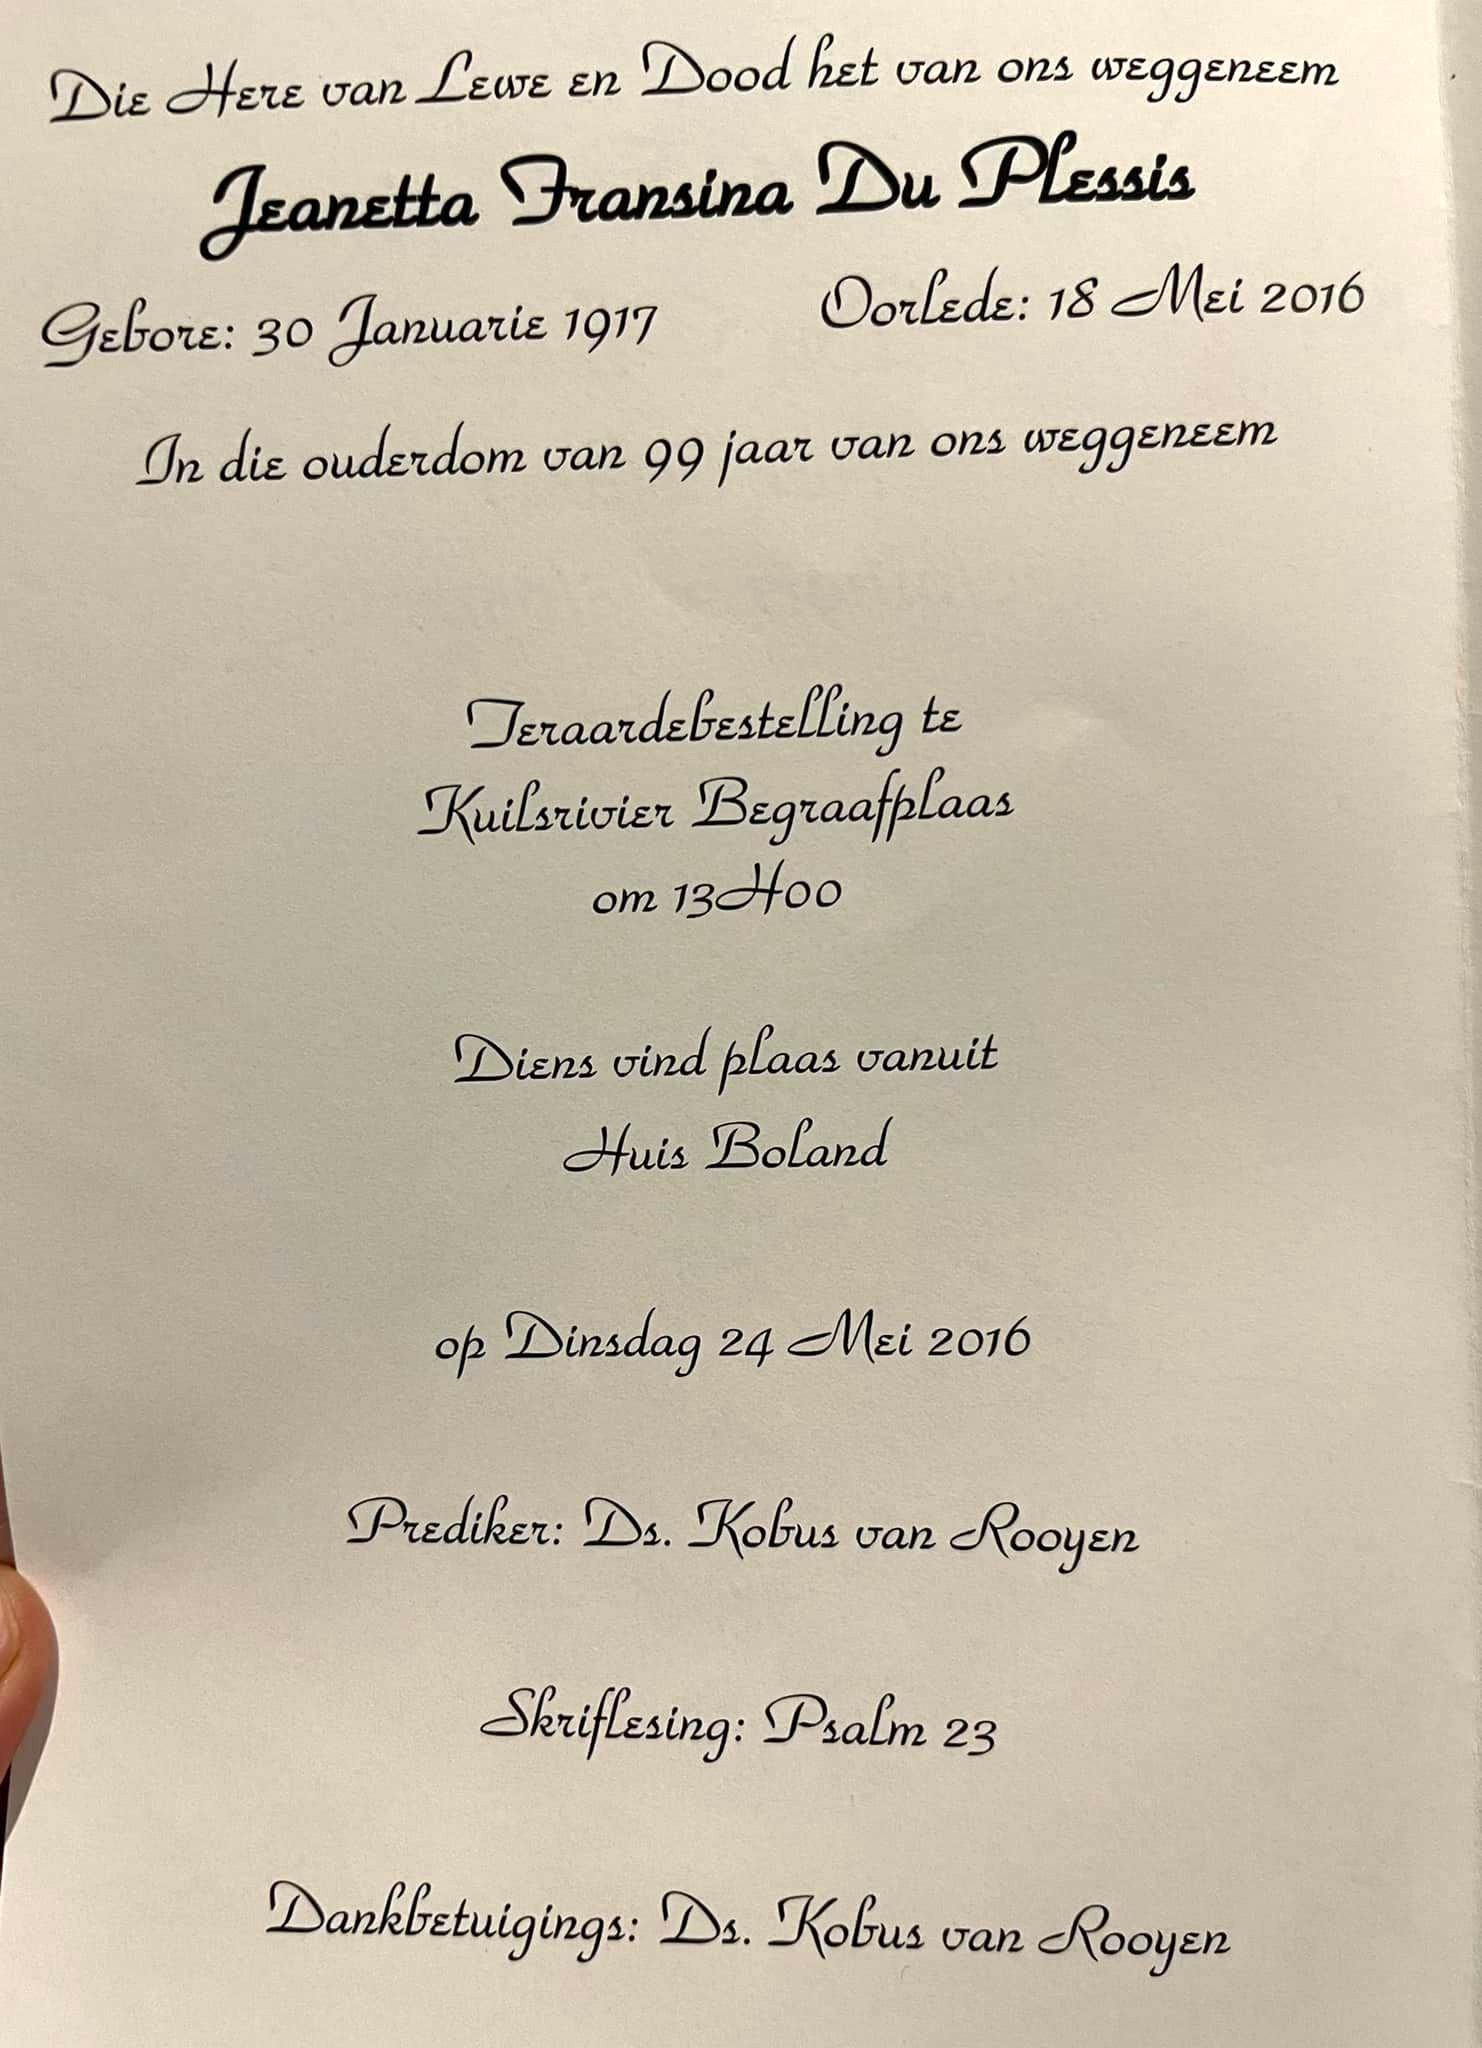 Die Here van Lewe en Dood het van ons weggeneem
Jeanetta Fransina Du Plessis
Gebore: 30 Januarie 1917 Oorlede: 18 Mei 2016
In die ouderdom van 99 jaar van ons weggeneem
Teraardebestelling te
Kuilsrivier Begraafplaas
om 13H00
Diens vind plaas vanuit
Huis Boland
op Dinsdag 24 Mei 2016
Prediker: Ds. Kobus van Rooyen
Skriflesing: Psalm 23
Dankbetuigings: Ds. Kobus van Rooyen